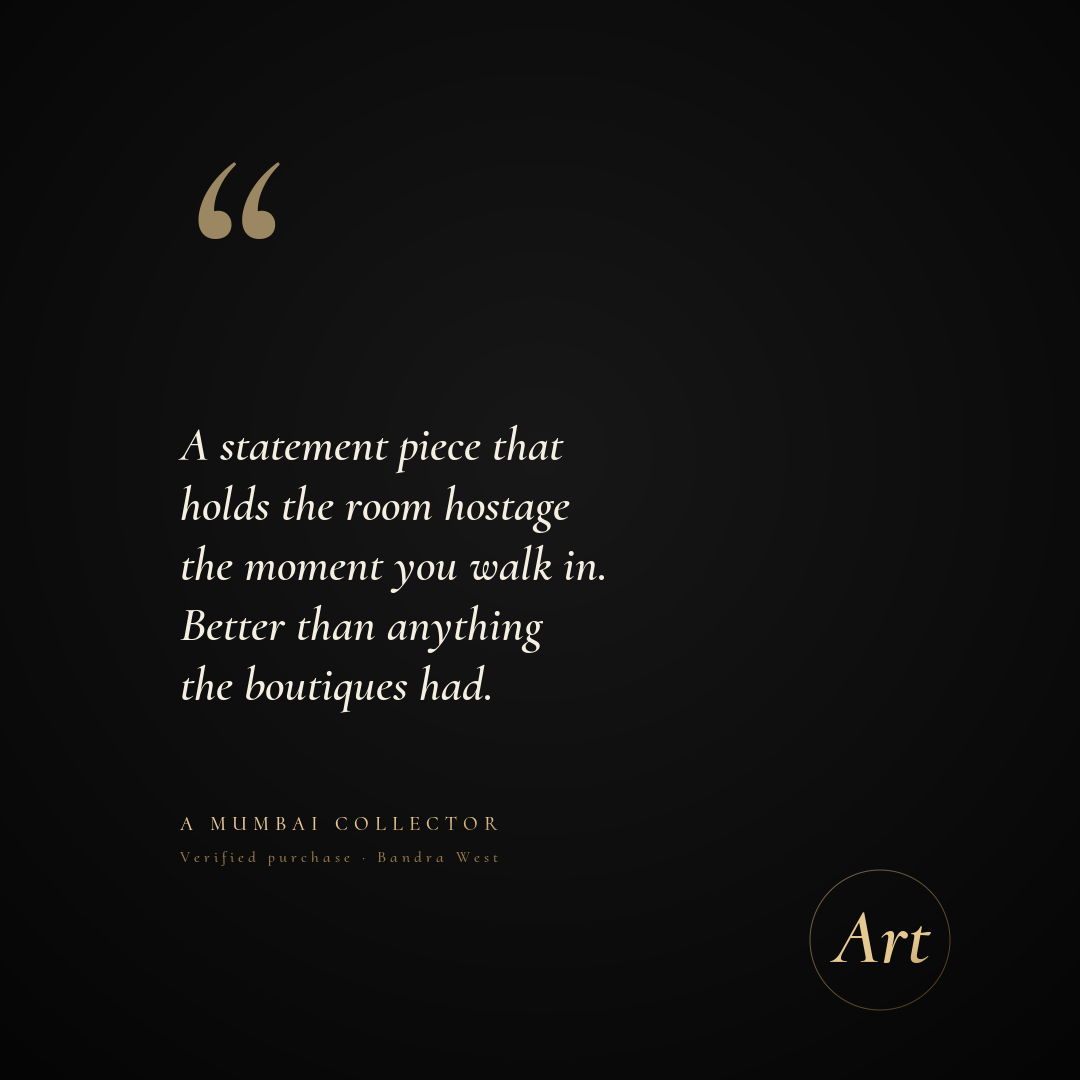 “
A statement piece that
holds the room hostage
the moment you walk in.
Better than anything
the boutiques had.
A MUMBAI COLLECTOR
Verified purchase · Bandra West
Art